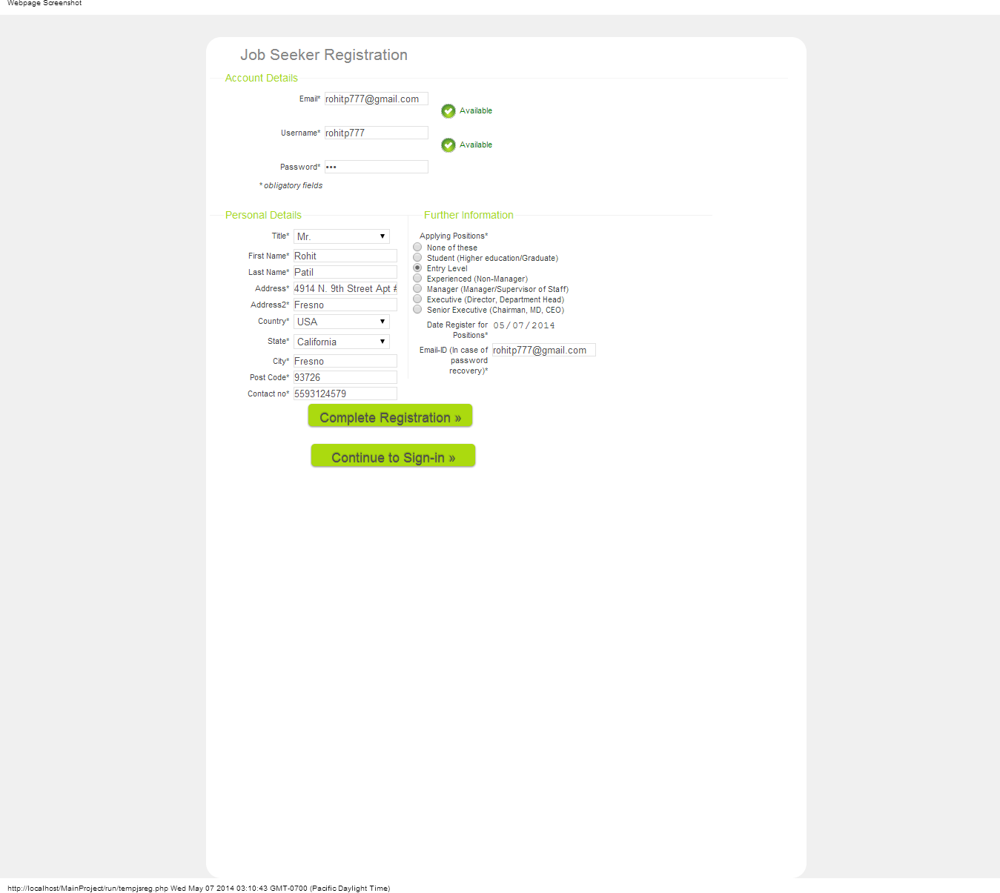 Webpage Screenshot
Job Seeker Registration
Account Details
Email* rohitp777@gmail.com
Available
Username* rohitp777
Available
Password* •••
* obligatory fields
Personal Details
Title* Mr.
First Name* Rohit
Last Name* Patil
Address* 4914 N. 9th Street Apt #
Address2* Fresno
Country* USA
State* California
City* Fresno
Post Code* 93726
Contact no* 5593124579
Further Information
Applying Positions*
None of these
Student (Higher education/Graduate)
Entry Level
Experienced (Non-Manager)
Manager (Manager/Supervisor of Staff)
Executive (Director, Department Head)
Senior Executive (Chairman, MD, CEO)
Date Register for 05/07/2014
Positions*
Email-ID (In case of rohitp777@gmail.com
password
recovery)*
Complete Registration »
Continue to Sign-in »
http://localhost/MainProject/run/tempjsreg.php Wed May 07 2014 03:10:43 GMT-0700 (Pacific Daylight Time)